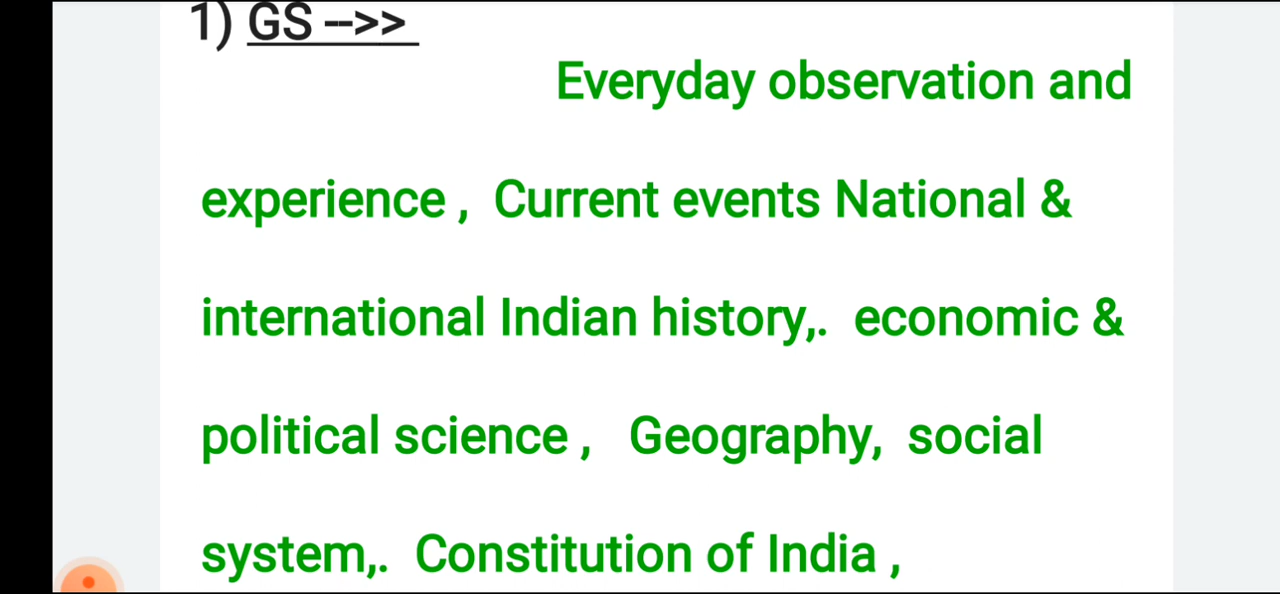 1) GS -->>
Everyday observation and
experience , Current events National &
international Indian history,. economic &
political science , Geography, social
system,. Constitution of India ,